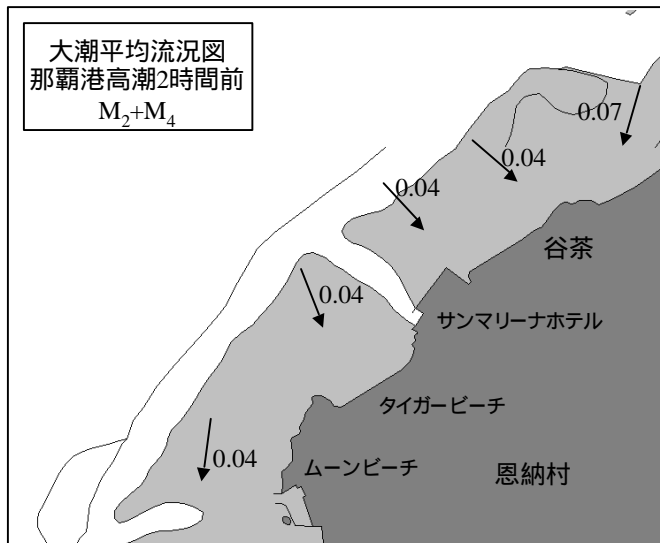 大潮平均流況図
那覇港高潮2時間前
M₂+M₄
0.07
0.04
0.04
谷茶
0.04
サンマリーナホテル
タイガービーチ
0.04
ムーンビーチ
恩納村